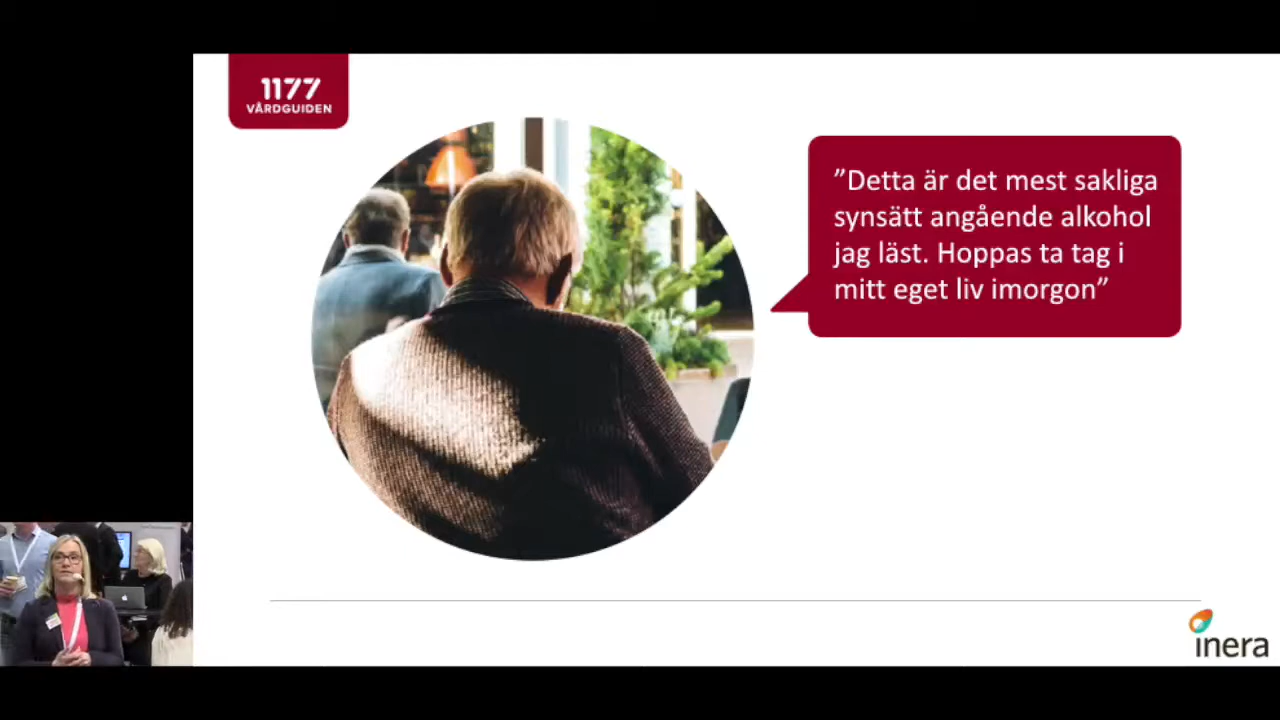 1177
VÅRDGUIDEN
”Detta är det mest sakliga
synsätt angående alkohol
jag läst. Hoppas ta tag i
mitt eget liv imorgon”
inera